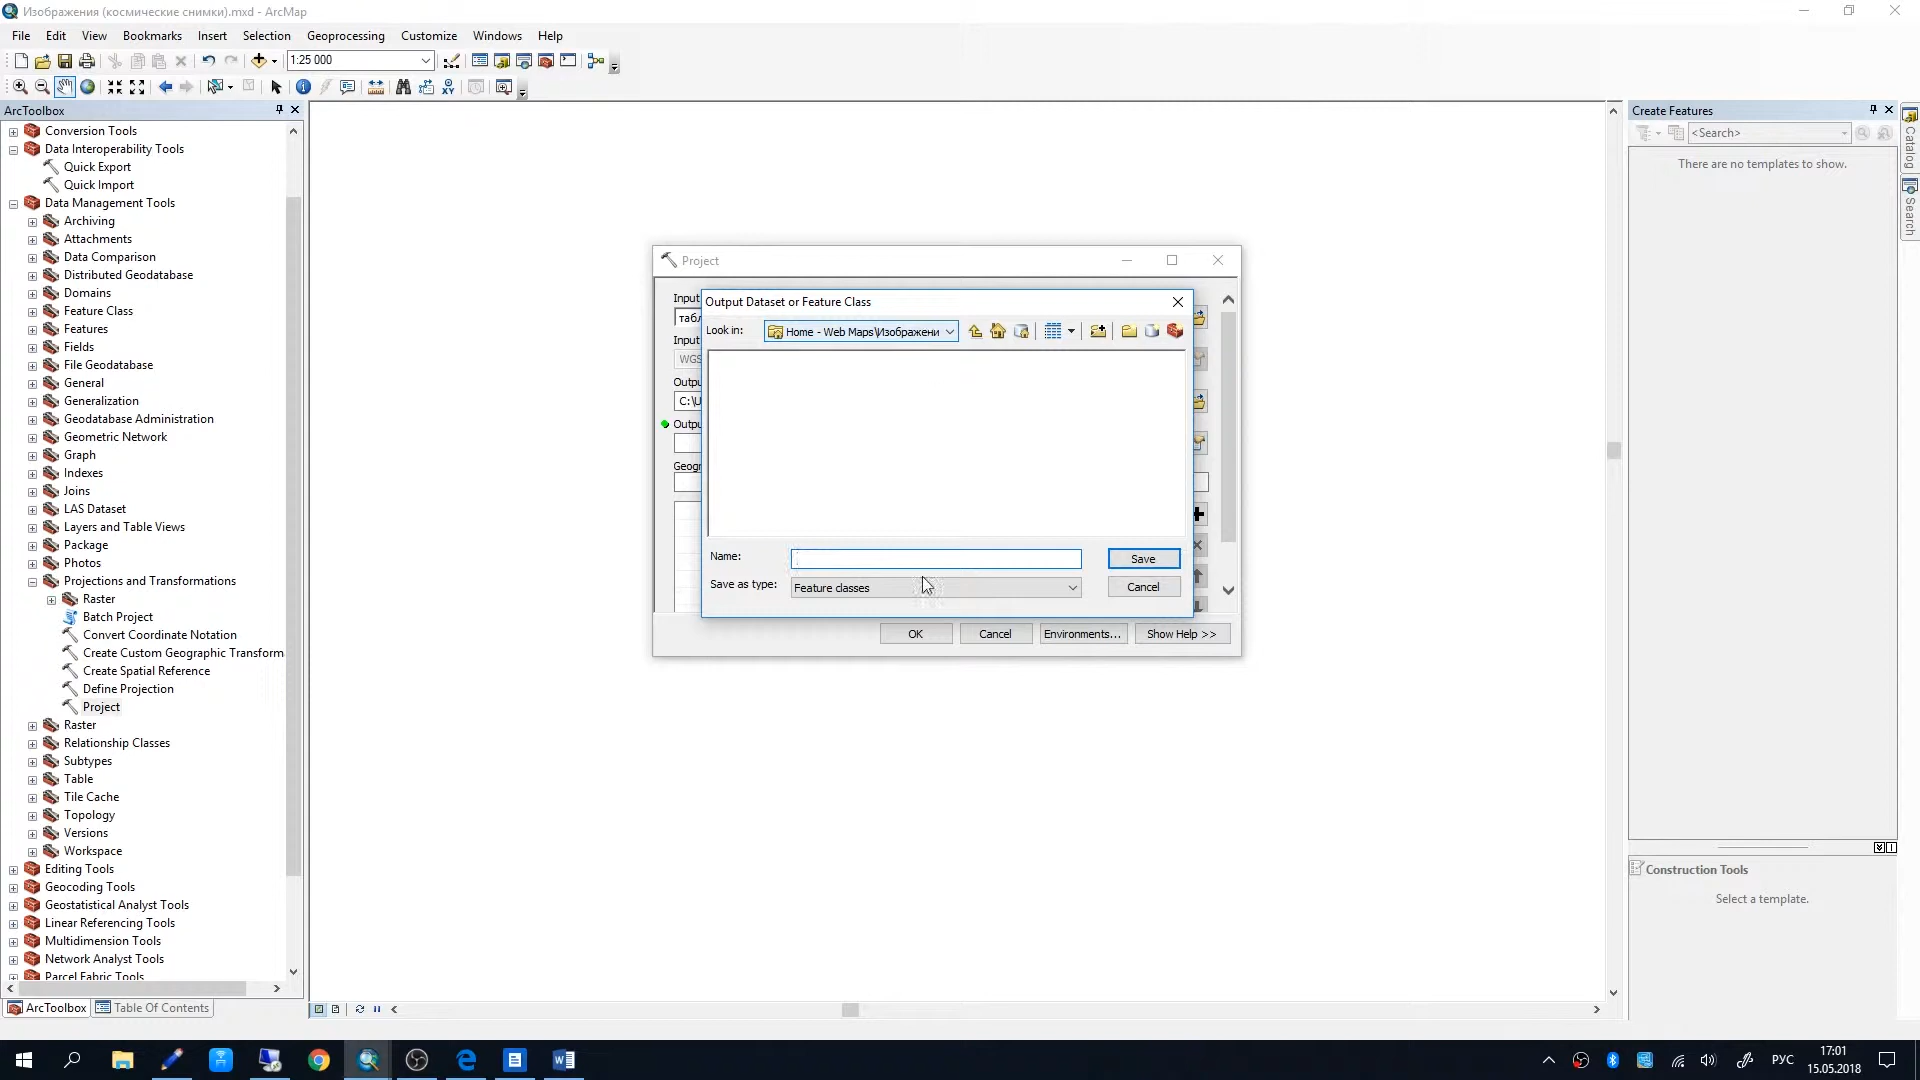 Изображения (космические снимки).mxd - ArcMap
File Edit View Bookmarks Insert Selection Geoprocessing Customize Windows Help
1:25 000
ArcToolbox
Conversion Tools
Data Interoperability Tools
Quick Export
Quick Import
Data Management Tools
Archiving
Attachments
Data Comparison
Distributed Geodatabase
Domains
Feature Class
Features
Fields
File Geodatabase
General
Generalization
Geodatabase Administration
Geometric Network
Graph
Indexes
Joins
LAS Dataset
Layers and Table Views
Package
Photos
Projections and Transformations
Raster
Batch Project
Convert Coordinate Notation
Create Custom Geographic Transform
Create Spatial Reference
Define Projection
Project
Raster
Relationship Classes
Subtypes
Table
Tile Cache
Topology
Versions
Workspace
Editing Tools
Geocoding Tools
Geostatistical Analyst Tools
Linear Referencing Tools
Multidimension Tools
Network Analyst Tools
Parcel Fabric Tools
ArcToolbox Table Of Contents
Project
Input
табл
Input
WGS
Outpu
C:\U
Outpu
Geogr
OK Cancel Environments... Show Help >>
Output Dataset or Feature Class
Look in: Home - Web Maps\Изображени
Name: Save
Save as type: Feature classes Cancel
Create Features
<Search>
There are no templates to show.
Construction Tools
Select a template.
Catalog
Search
РУС
17:01
15.05.2018